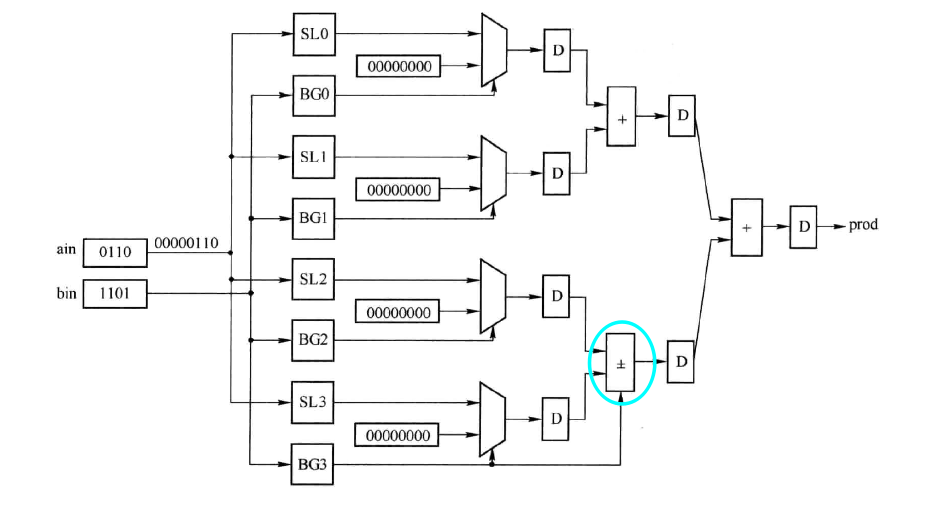 SL0
00000000
D
BG0
+
D
SL1
00000000
D
BG1
ain 0110 00000110
+ D prod
bin 1101
SL2
00000000
D
BG2
±
D
SL3
00000000
D
BG3